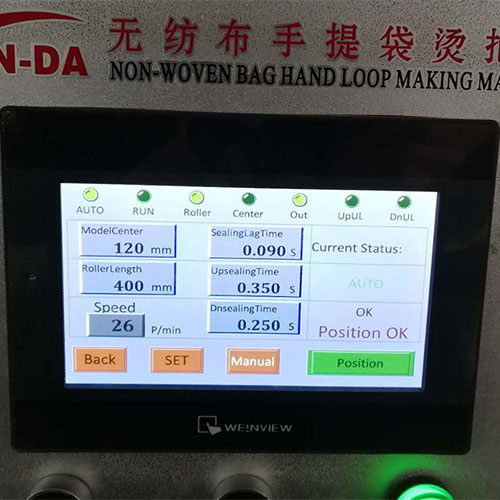 无纺布手提袋烫
N-DA
NON-WOVEN BAG HAND LOOP MAKING MA
AUTO RUN Roller Center Out UpUL DnUL
ModelCenter
120 mm
SealingLagTime
0.090 S
Current Status:
RollerLength
400 mm
UpsealingTime
0.350 S
AUTO
Speed
26 P/min
DnsealingTime
0.250 S
OK
Position OK
Back SET Manual Position
WEINVIEW